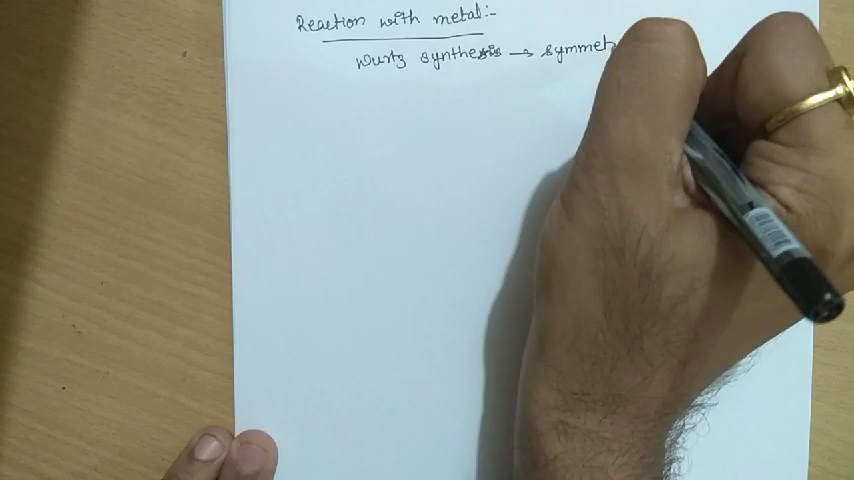 Reaction with metal:-
Wurtz synthesis → symmet